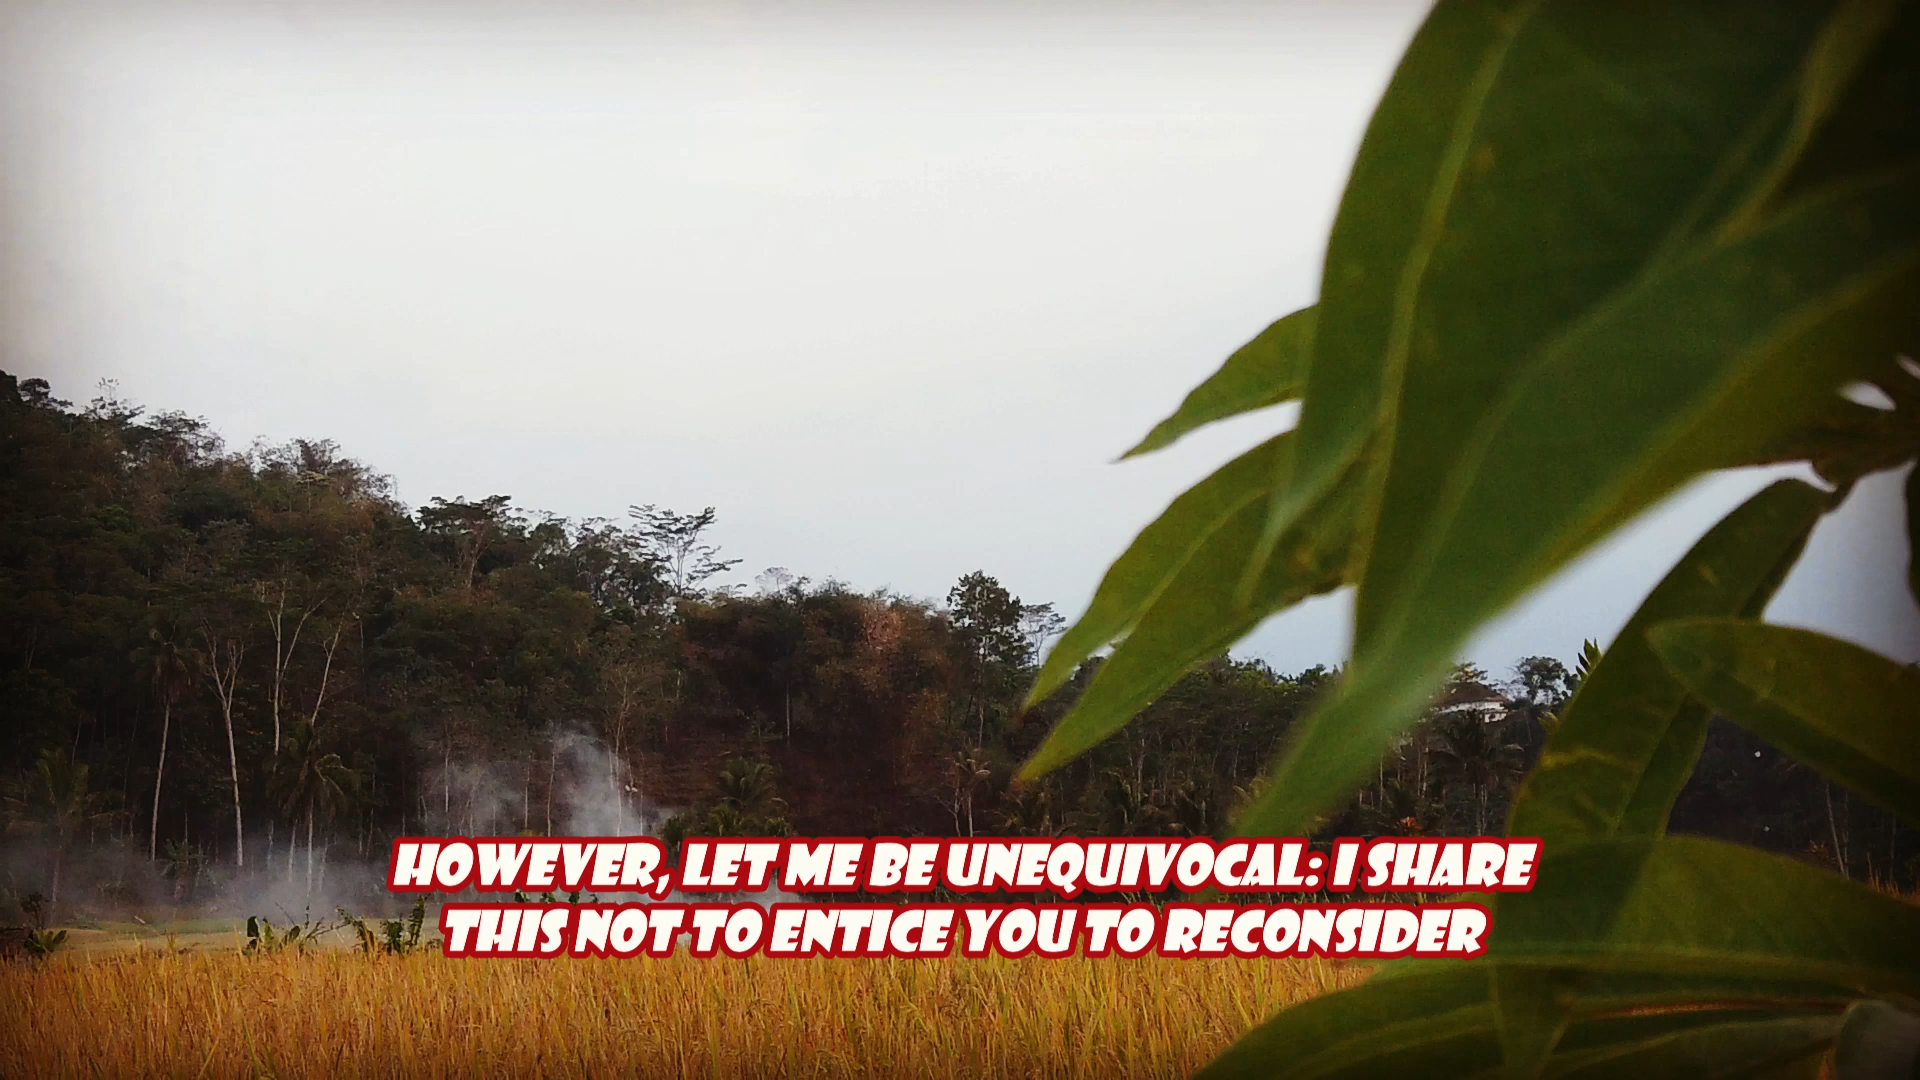 HOWEVER, LET ME BE UNEQUIVOCAL: I SHARE
THIS NOT TO ENTICE YOU TO RECONSIDER